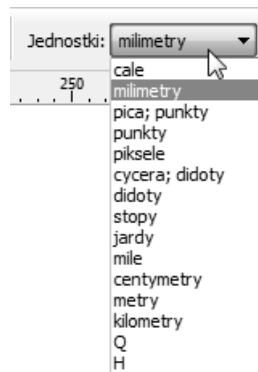 Jednostki: milimetry
250
cale
milimetry
pica; punkty
punkty
piksele
cycera; didoty
didoty
stopy
jardy
mile
centymetry
metry
kilometry
Q
H